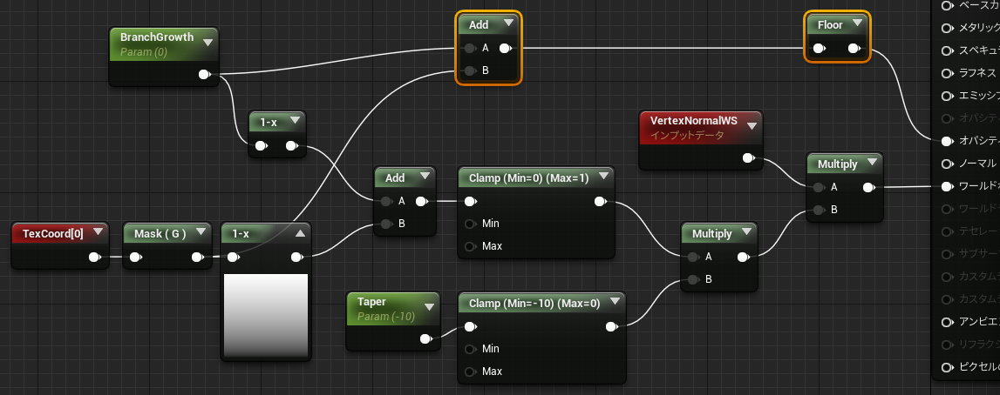 BranchGrowth
Param (0)
Add
A
B
Floor
1-x
VertexNormalWS
インプットデータ
Multiply
A
B
Add
A
B
Clamp (Min=0) (Max=1)
Min
Max
TexCoord[0]
Mask ( G )
1-x
Multiply
A
B
Taper
Param (-10)
Clamp (Min=-10) (Max=0)
Min
Max
ベースカ
メタリック
スペキュ
ラフネス
エミッシ
オパシテ
オパシティ
ノーマル
ワールド
ワールド
テセレー
サブサー
カスタム
カスタム
アンビエ
リフラク
ピクセルの